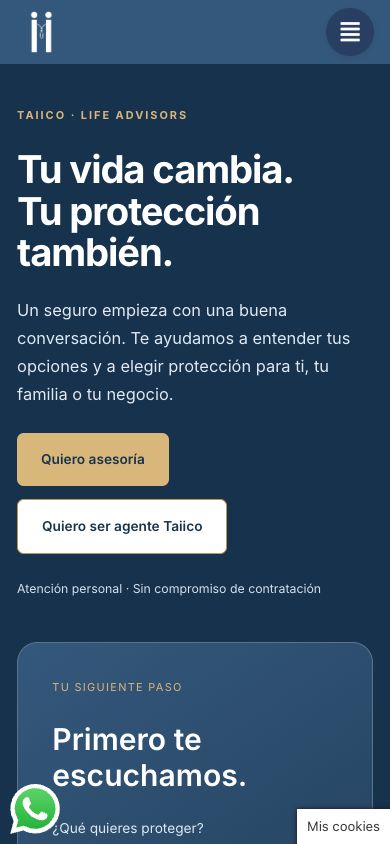 TAIICO · LIFE ADVISORS
Tu vida cambia.
Tu protección
también.
Un seguro empieza con una buena
conversación. Te ayudamos a entender tus
opciones y a elegir protección para ti, tu
familia o tu negocio.
Quiero asesoría
Quiero ser agente Taiico
Atención personal · Sin compromiso de contratación
TU SIGUIENTE PASO
Primero te
escuchamos.
¿Qué quieres proteger?
Mis cookies